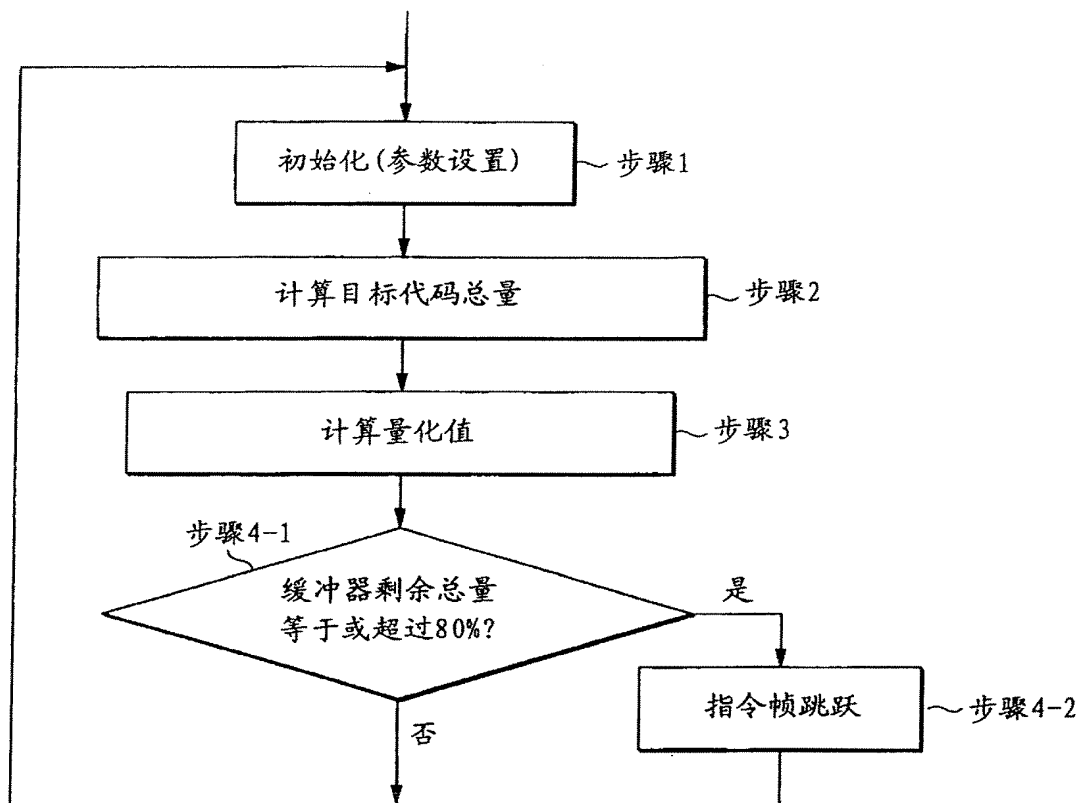 初始化(参数设置)
步骤1
计算目标代码总量
步骤2
计算量化值
步骤3
步骤4-1
缓冲器剩余总量
等于或超过80%?
是
指令帧跳跃
步骤4-2
否